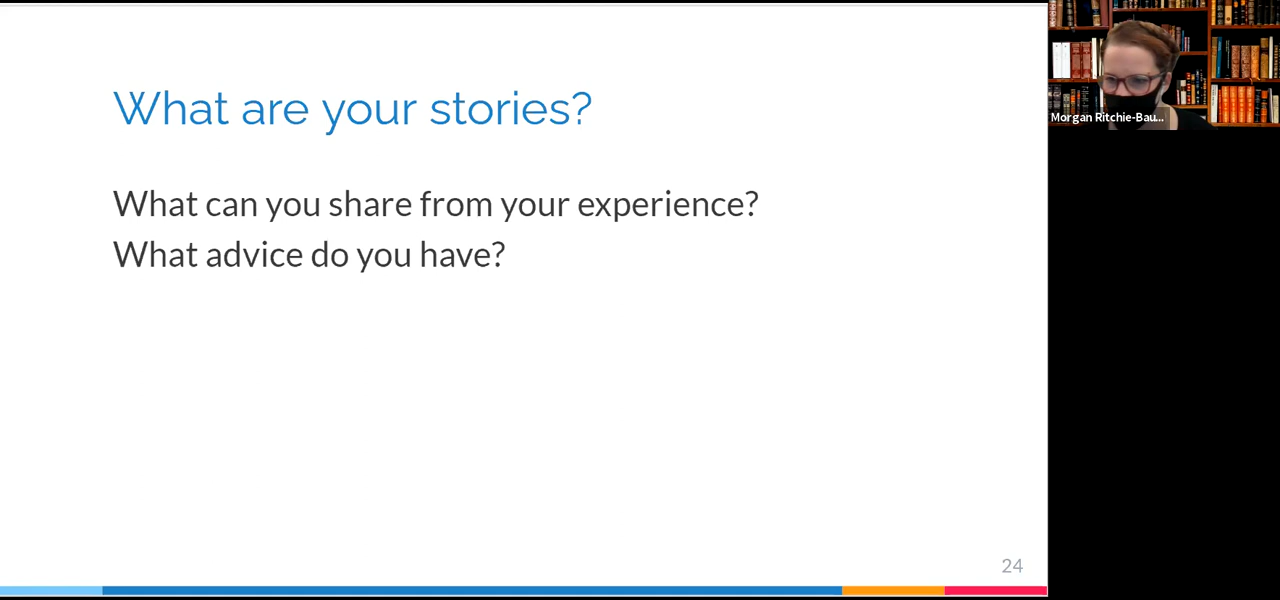 What are your stories?
What can you share from your experience?
What advice do you have?
24
Morgan Ritchie-Bau...